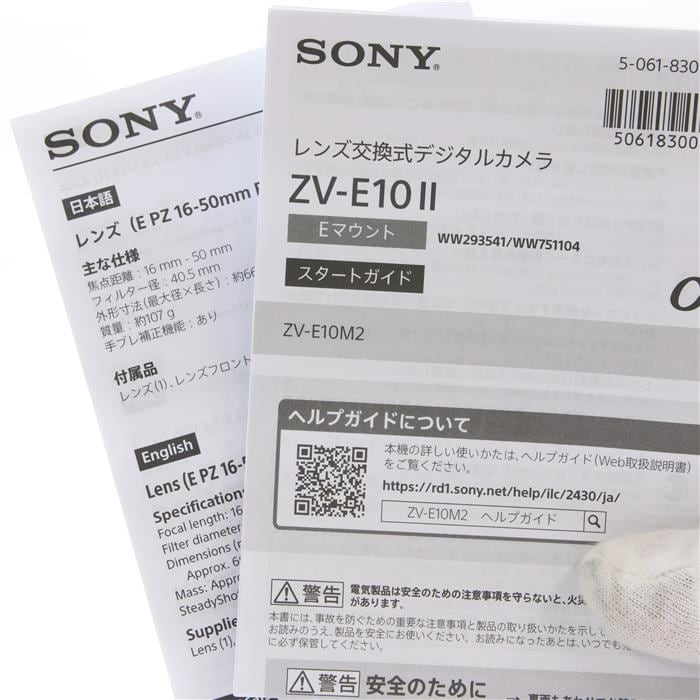 SONY®
日本語
レンズ (E PZ 16-50mm
主な仕様
焦点距離:16 mm - 50 mm
フィルター径:40.5 mm
外形寸法(最大径×長さ):約66
質量:約107 g
手ブレ補正機能:あり
付属品
レンズ(1)、レンズフロント
English
Lens (E PZ 16-5
Specification
Focal length: 16
Filter diameter
Dimensions (m
Approx. 6
Mass: Approx
SteadyShot
Supplie
Lens (1),
SONY®
5-061-830
50618300
レンズ交換式デジタルカメラ
ZV-E10 II
Eマウント
WW293541/WW751104
スタートガイド
α
ZV-E10M2
ヘルプガイドについて
本機の詳しい使いかたは、ヘルプガイド(Web取扱説明書)
をご覧ください。
https://rd1.sony.net/help/ilc/2430/ja/
ZV-E10M2 ヘルプガイド
警告
電気製品は安全のための注意事項を守らないと、火災
があります。
本書には、事故を防ぐための重要な注意事項と製品の取り扱いかたを示して
お読みのうえ、製品を安全にお使いください。お読みになったあとは、いつでも
に必ず保管してください。
警告 安全のために